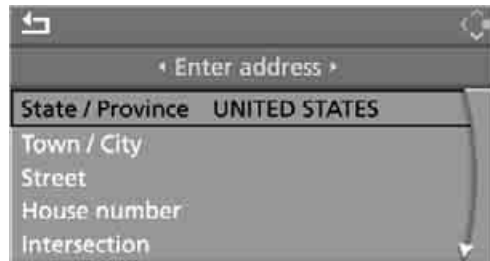 Enter address
State / Province UNITED STATES
Town / City
Street
House number
Intersection